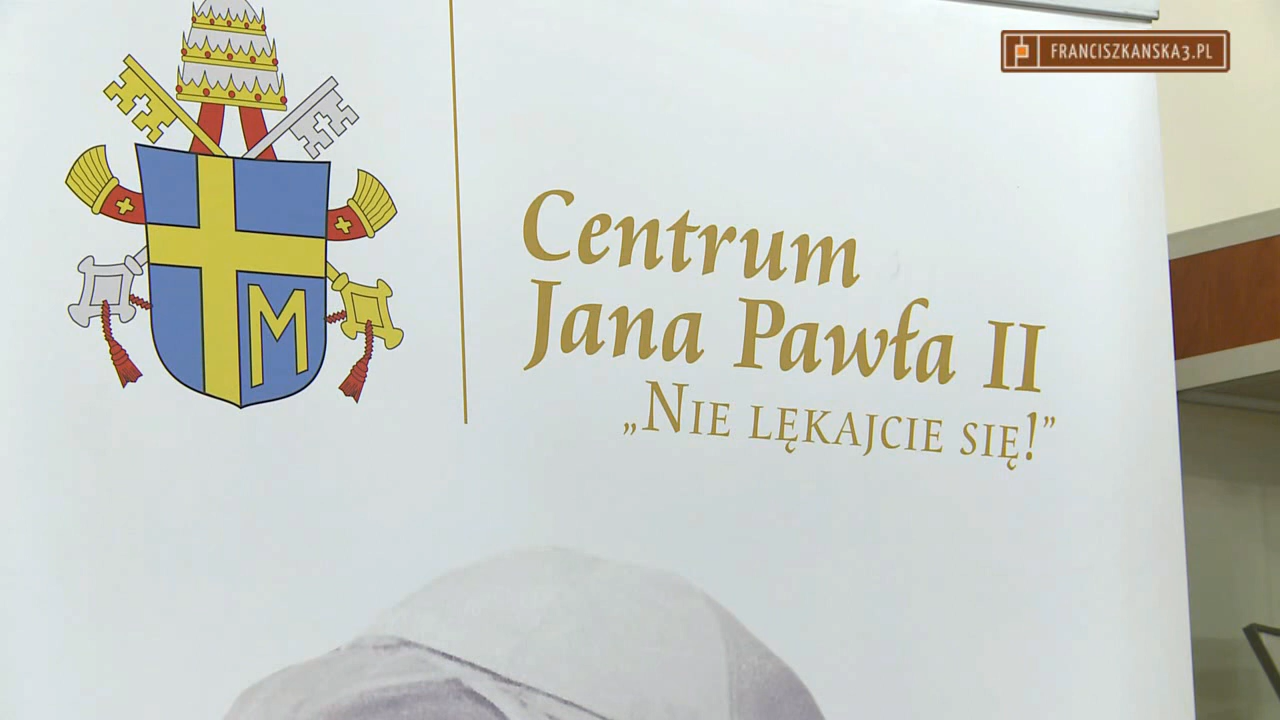 FRANCISZKANSKA3.PL
Centrum
Jana Pawła II
„Nie lękajcie się!”
M